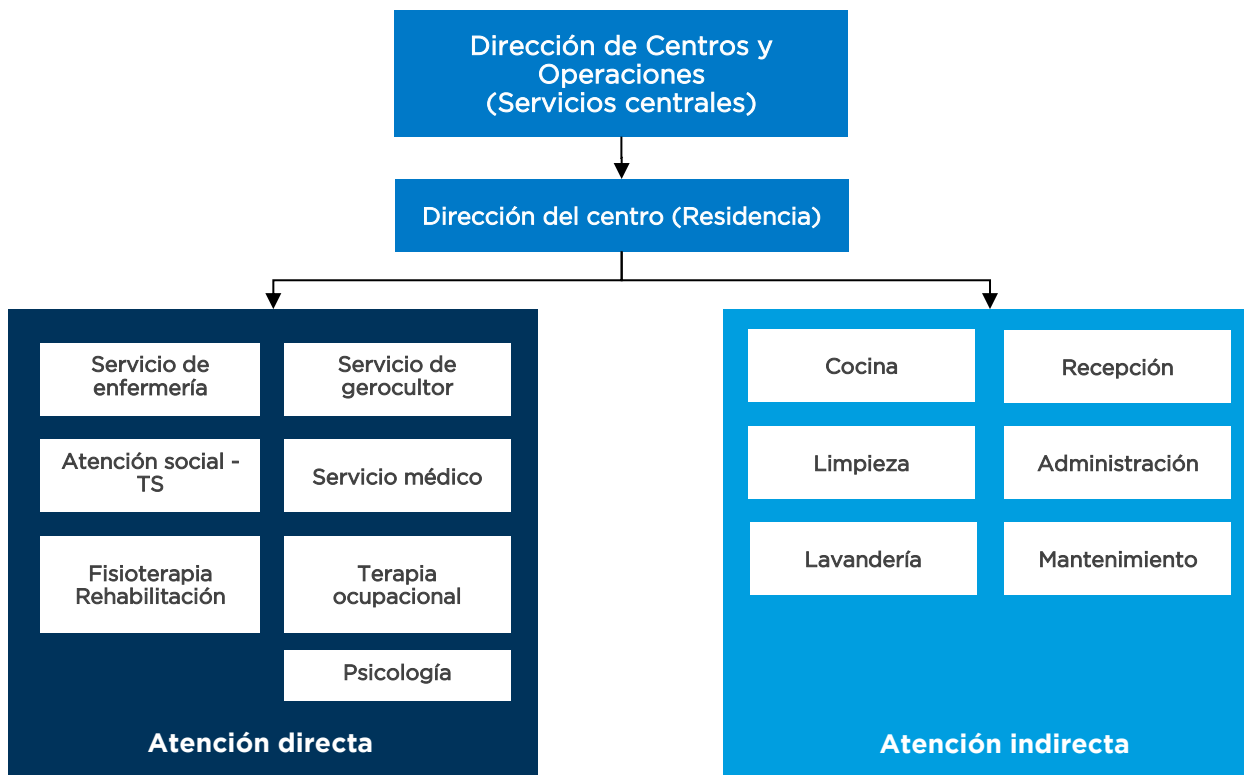 Dirección de Centros y
Operaciones
(Servicios centrales)
Dirección del centro (Residencia)
Servicio de
enfermería
Servicio de
gerocultor
Atención social -
TS
Servicio médico
Fisioterapia
Rehabilitación
Terapia
ocupacional
Psicología
Atención directa
Cocina
Recepción
Limpieza
Administración
Lavandería
Mantenimiento
Atención indirecta